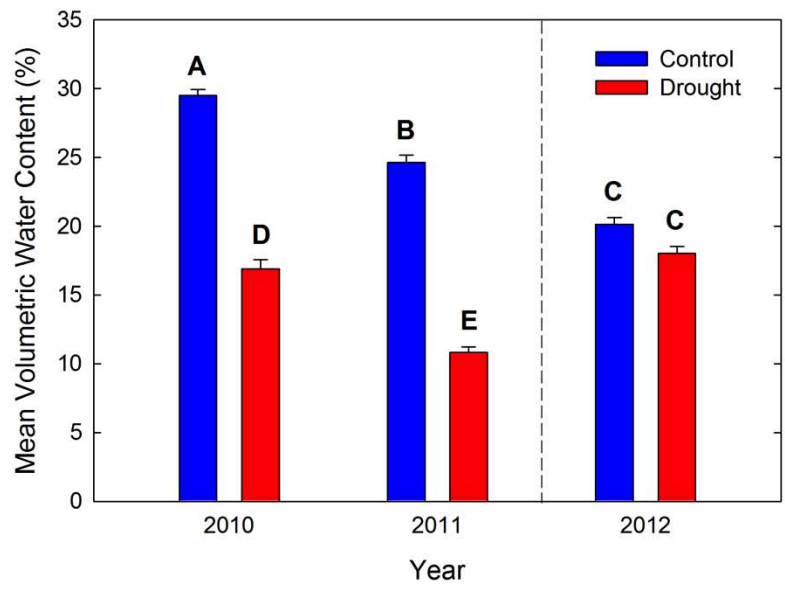 Mean Volumetric Water Content (%)
35
30
25
20
15
10
5
0
A
D
B
E
C
C
Control
Drought
2010
2011
2012
Year